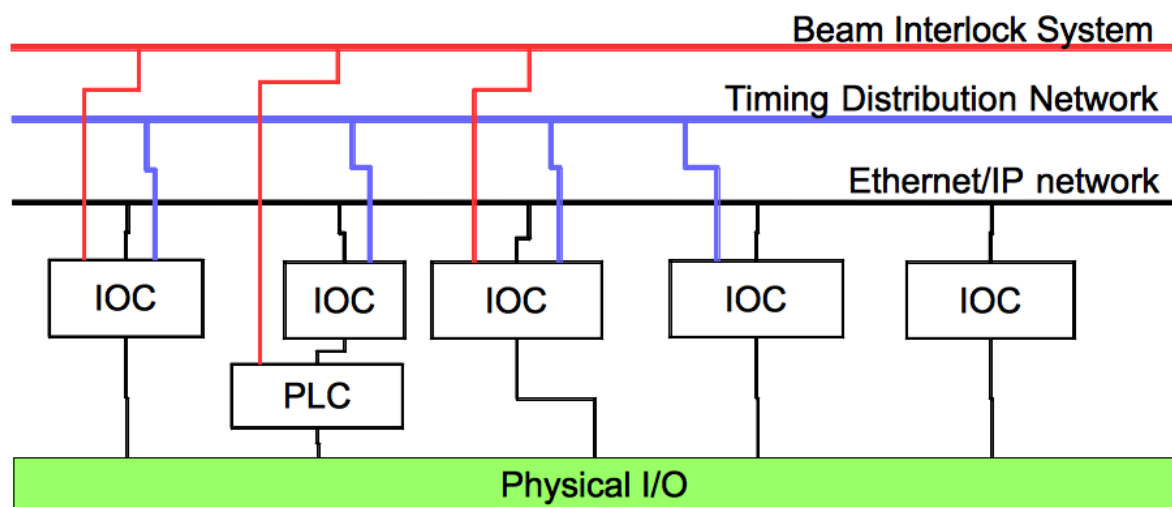 Beam Interlock System
Timing Distribution Network
Ethernet/IP network
IOC
IOC
IOC
IOC
IOC
PLC
Physical I/O